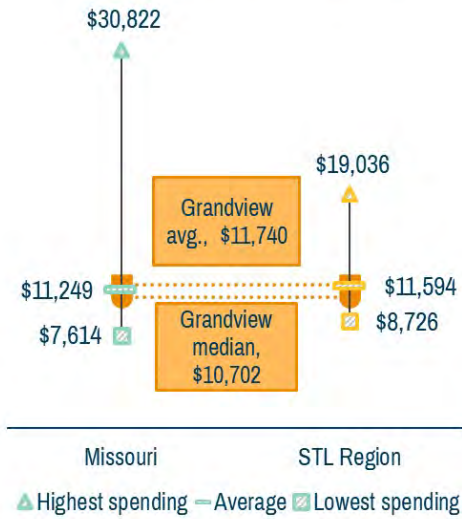 $30,822
$19,036
Grandview
avg., $11,740
$11,249
$11,594
$7,614
$8,726
Grandview
median,
$10,702
Missouri
STL Region
Highest spending
Average
Lowest spending